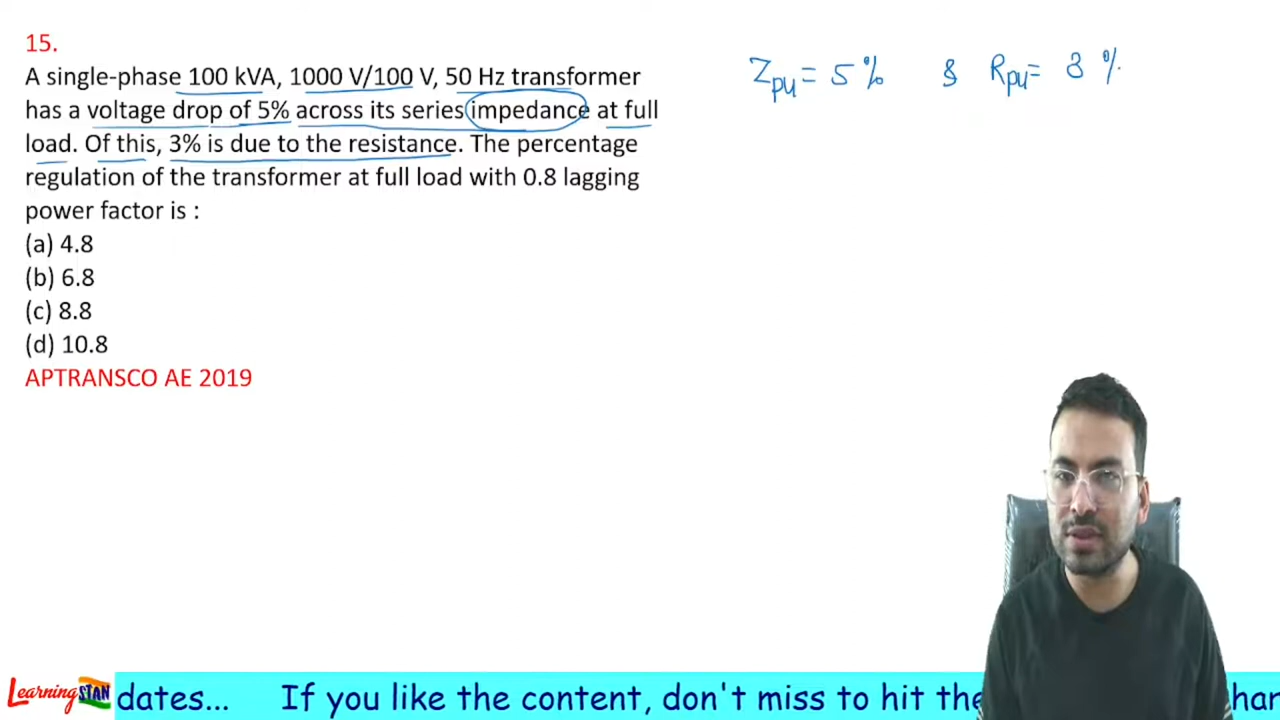 15.
A single-phase 100 kVA, 1000 V/100 V, 50 Hz transformer
has a voltage drop of 5% across its series impedance at full
load. Of this, 3% is due to the resistance. The percentage
regulation of the transformer at full load with 0.8 lagging
power factor is :
(a) 4.8
(b) 6.8
(c) 8.8
(d) 10.8
APTRANSCO AE 2019
Zpu = 5 % & Rpu = 3 %
LearningSTAN
dates... If you like the content, don't miss to hit the